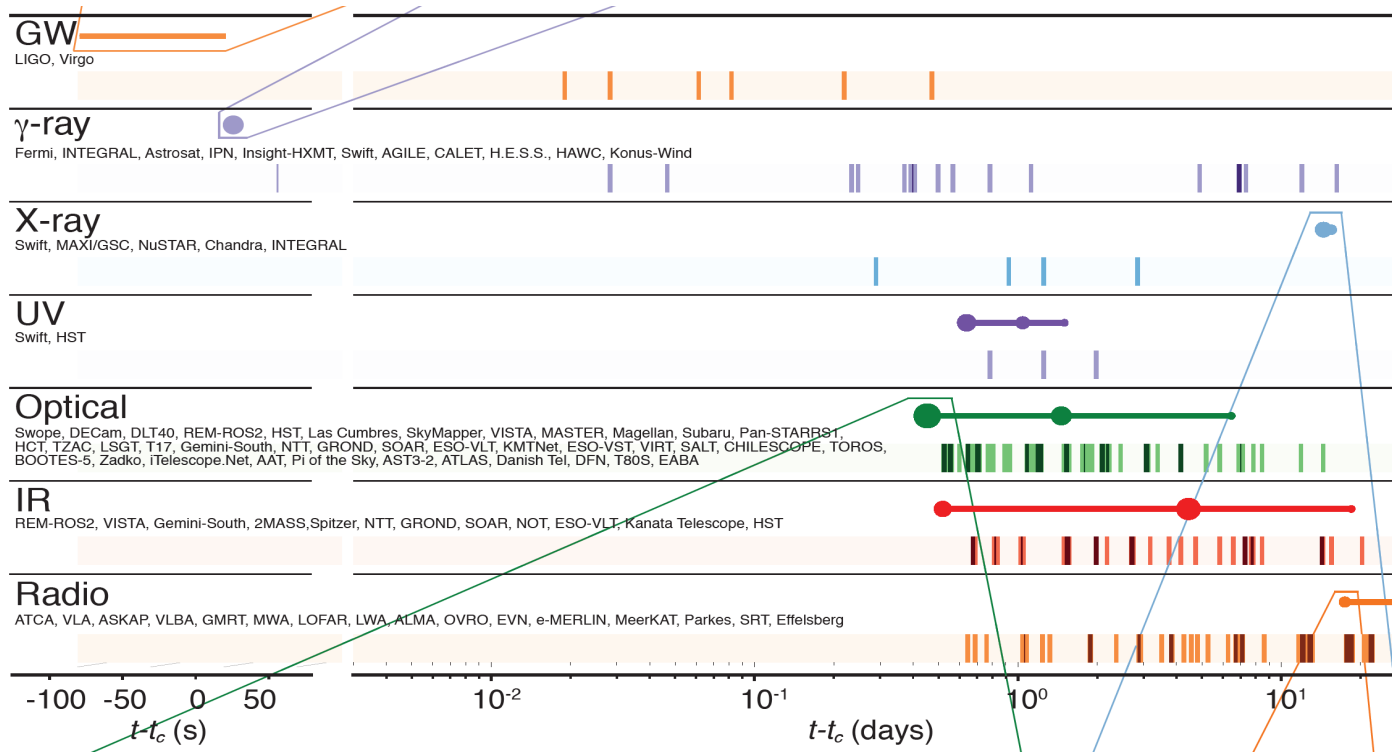 GW
LIGO, Virgo
γ-ray
Fermi, INTEGRAL, Astrosat, IPN, Insight-HXMT, Swift, AGILE, CALET, H.E.S.S., HAWC, Konus-Wind
X-ray
Swift, MAXI/GSC, NuSTAR, Chandra, INTEGRAL
UV
Swift, HST
Optical
Swope, DECam, DLT40, REM-ROS2, HST, Las Cumbres, SkyMapper, VISTA, MASTER, Magellan, Subaru, Pan-STARRS1,
HCT, TZAC, LSGT, T17, Gemini-South, NTT, GROND, SOAR, ESO-VLT, KMTNet, ESO-VST, VIRT, SALT, CHILESCOPE, TOROS,
BOOTES-5, Zadko, iTelescope.Net, AAT, Pi of the Sky, AST3-2, ATLAS, Danish Tel, DFN, T80S, EABA
IR
REM-ROS2, VISTA, Gemini-South, 2MASS,Spitzer, NTT, GROND, SOAR, NOT, ESO-VLT, Kanata Telescope, HST
Radio
ATCA, VLA, ASKAP, VLBA, GMRT, MWA, LOFAR, LWA, ALMA, OVRO, EVN, e-MERLIN, MeerKAT, Parkes, SRT, Effelsberg
-100 -50 0 50 10⁻² 10⁻¹ 10⁰ 10¹
t-t_c (s) t-t_c (days)